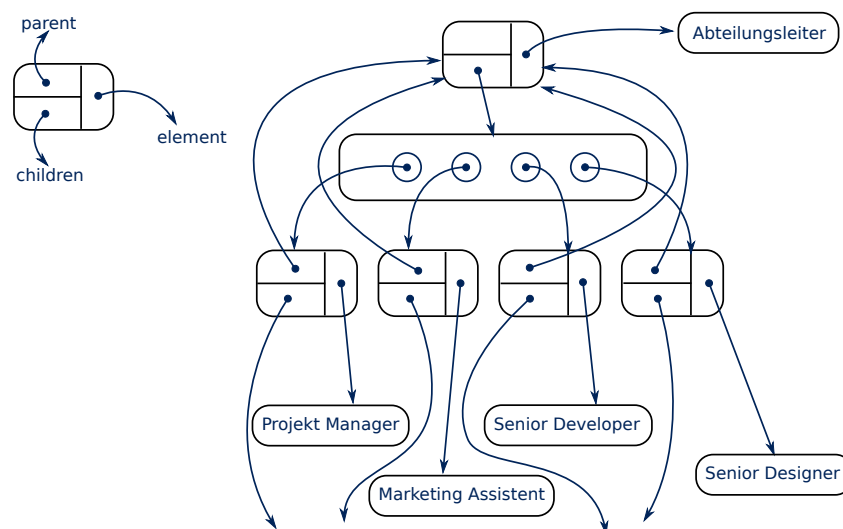 parent
element
children
Abteilungsleiter
Projekt Manager
Senior Developer
Senior Designer
Marketing Assistent